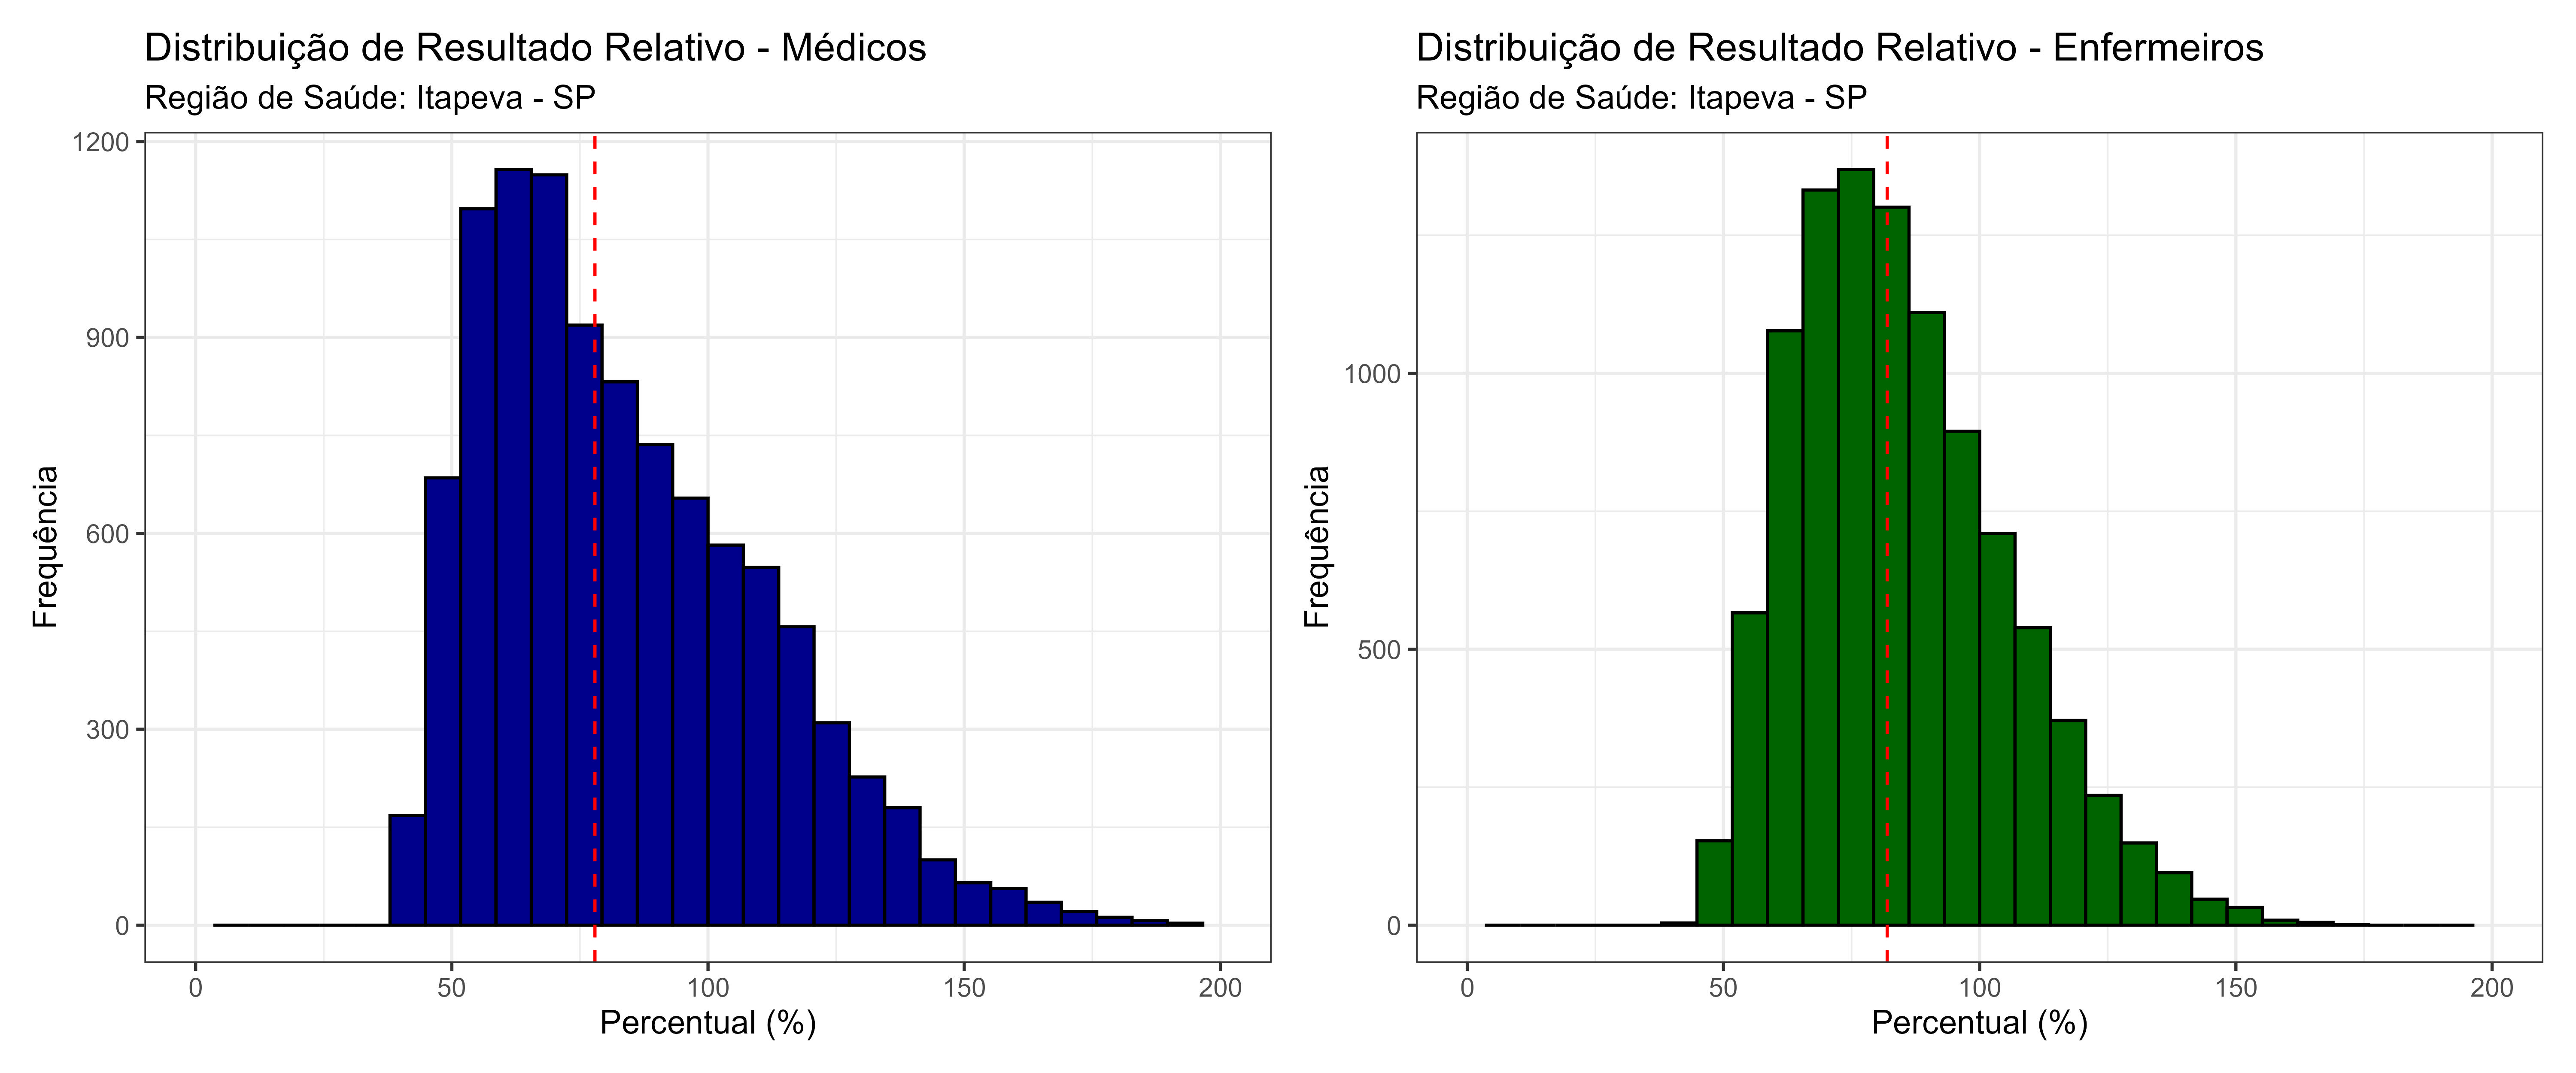 Distribuição de Resultado Relativo - Médicos
Região de Saúde: Itapeva - SP
1200
900
600
300
0
Frequência
0 50 100 150 200
Percentual (%)
Distribuição de Resultado Relativo - Enfermeiros
Região de Saúde: Itapeva - SP
1000
500
0
Frequência
0 50 100 150 200
Percentual (%)